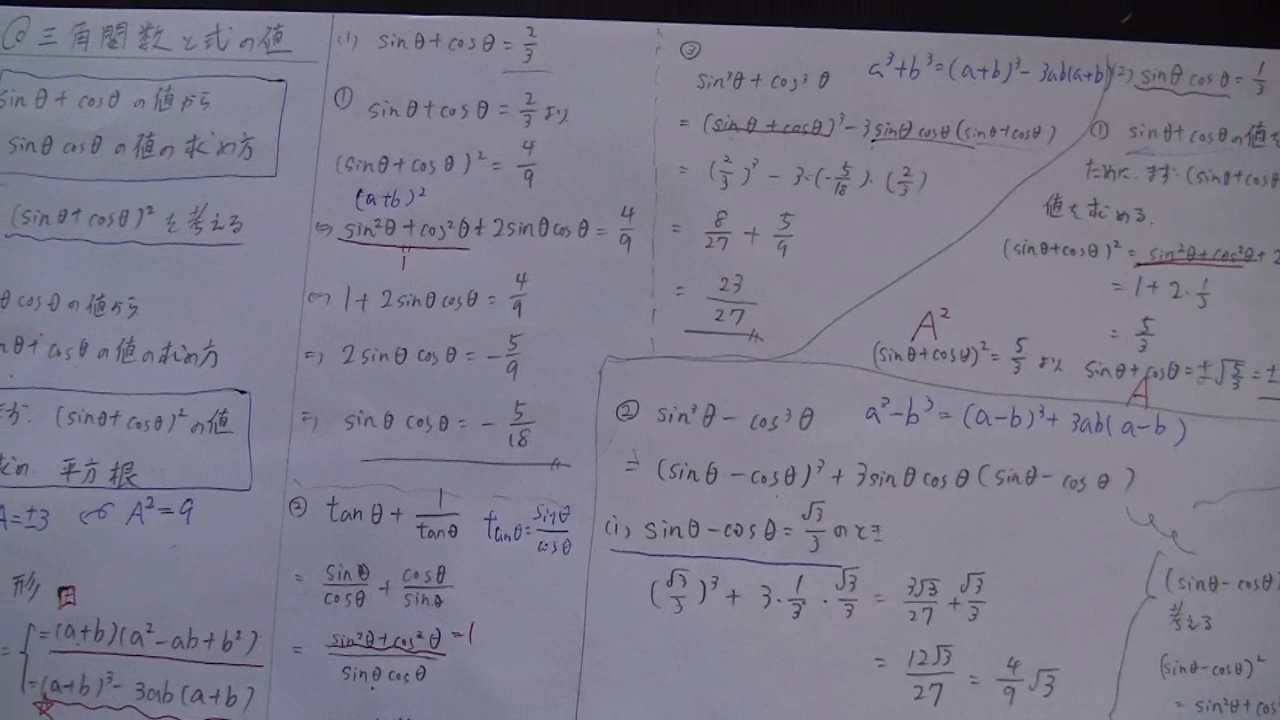 ◎三角関数と式の値
sinθ + cosθ の値から
sinθ cosθ の値の求め方
(sinθ + cosθ)² を考える
θ cosθ の値から
θ + cosθ の値の求め方
(sinθ + cosθ)² の値
求め 平方根
A = ±3 ⇐ A² = 9
形
= (a+b)(a² - ab + b²)
= (a+b)³ - 3ab(a+b)
(1) sinθ + cosθ = 2/3
① sinθ + cosθ = 2/3 より
(sinθ + cosθ)² = 4/9
(a+b)²
⇔ sin²θ + cos²θ + 2sinθ cosθ = 4/9
1
⇔ 1 + 2sinθ cosθ = 4/9
⇒ 2sinθ cosθ = -5/9
⇒ sinθ cosθ = -5/18
② tanθ + 1/tanθ tanθ = sinθ/cosθ
= sinθ/cosθ + cosθ/sinθ
= sin²θ + cos²θ/sinθ cosθ = 1
③
sin³θ + cos³θ a³ + b³ = (a+b)³ - 3ab(a+b)
= (sinθ + cosθ)³ - 3sinθ cosθ (sinθ + cosθ)
= (2/3)³ - 3·(-5/18)·(2/3)
= 8/27 + 5/9
= 23/27
(2) sinθ cosθ = 1/3
① sinθ + cosθ の値を
ために、まず (sinθ + cosθ
値を求める.
(sinθ + cosθ)² = sin²θ + cos²θ + 2
= 1 + 2·1/3
= 5/3
A²
(sinθ + cosθ)² = 5/3 より sinθ + cosθ = ±√5/3 = ±
A
② sin³θ - cos³θ a³ - b³ = (a-b)³ + 3ab(a-b)
= (sinθ - cosθ)³ + 3sinθ cosθ (sinθ - cosθ)
(i) sinθ - cosθ = √3/3 のとき
(√3/3)³ + 3·1/3·√3/3 = 3√3/27 + √3/3
= 12√3/27 = 4/9 √3
(sinθ - cosθ)
考える
(sinθ - cosθ)²
= sin²θ + cos